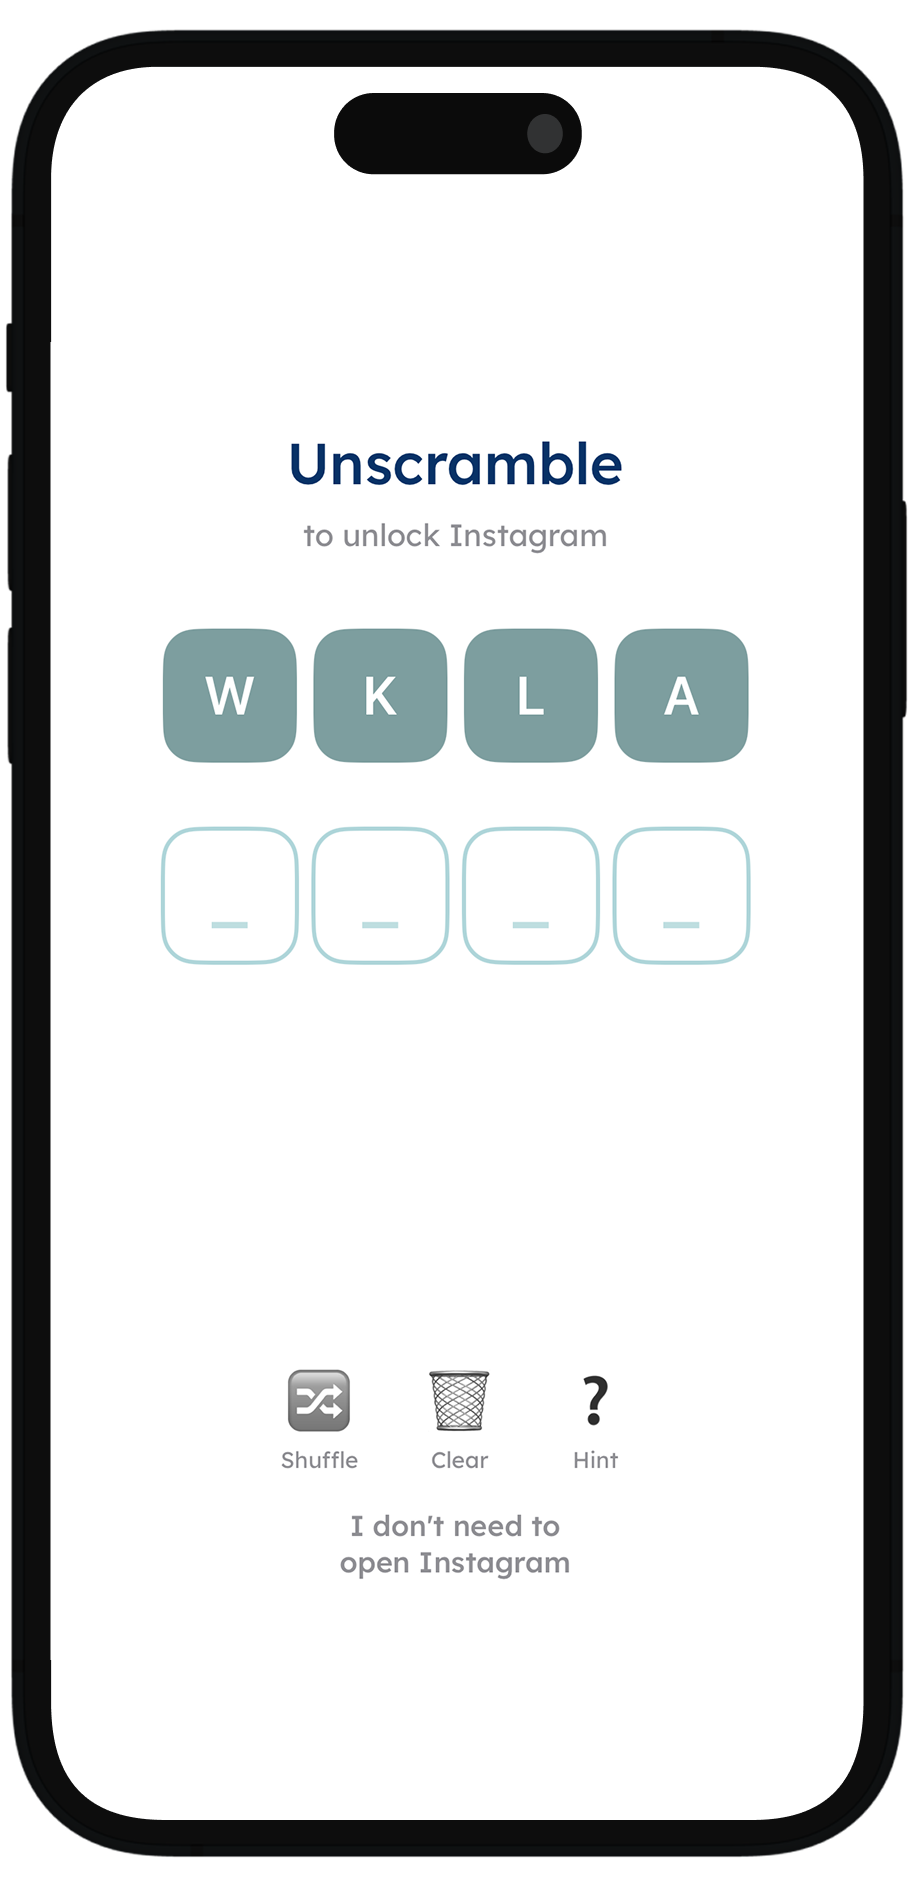 Unscramble
to unlock Instagram
W K L A
_ _ _ _
Shuffle Clear Hint
I don't need to
open Instagram